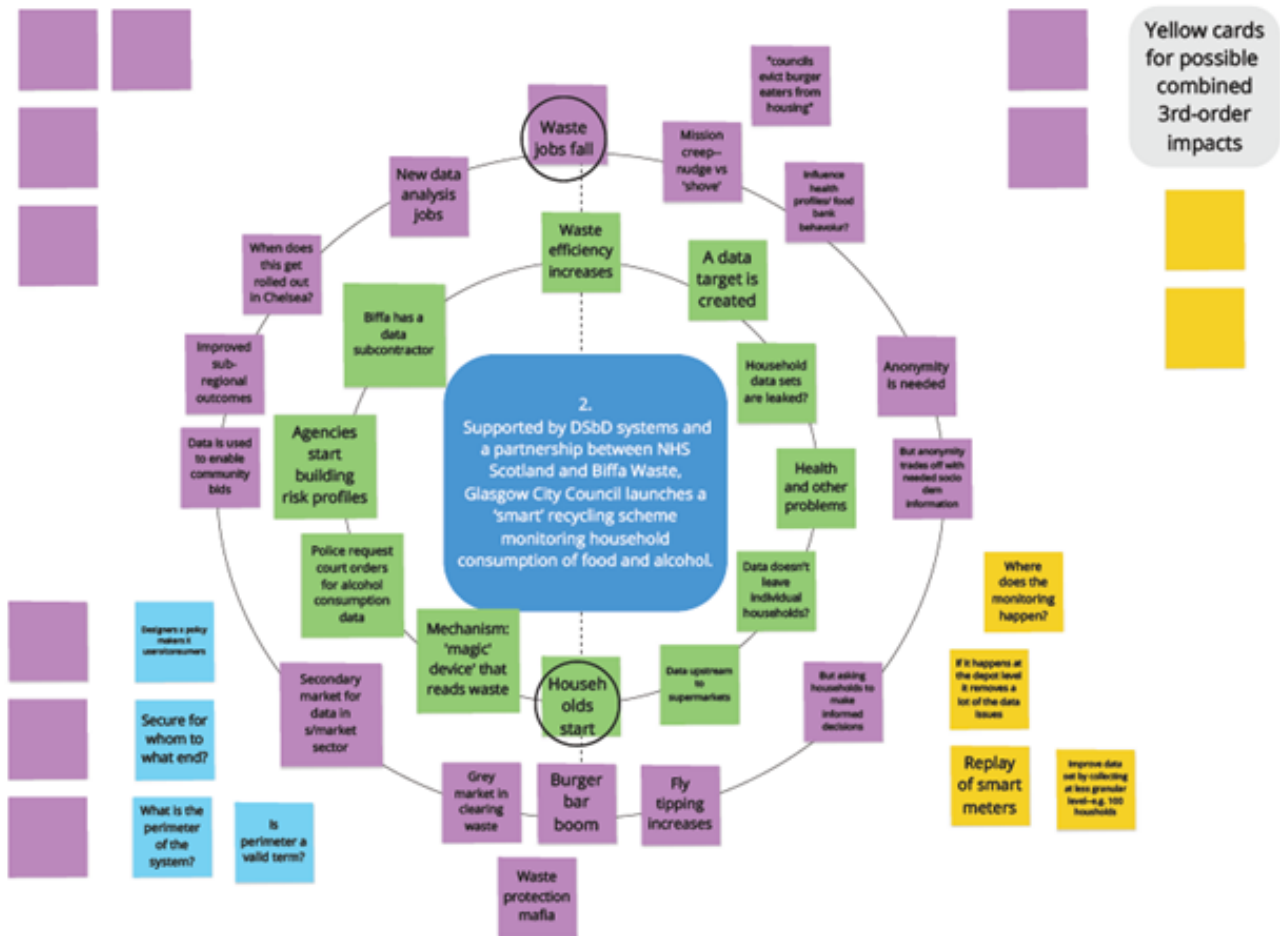 Yellow cards
for possible
combined
3rd-order
impacts
"councils
evict burger
eaters from
housing"
Waste
jobs fall
Mission
creep--
nudge vs
'shove'
New data
analysis
jobs
Influence
health
profiles/ food
bank
behavour?
When does
this get
rolled out
in Chelsea?
Waste
efficiency
increases
A data
target is
created
Biffa has a
data
subcontractor
Improved
sub-
regional
outcomes
Household
data sets
are leaked?
Anonymity
is needed
2.
Supported by DSbD systems and
a partnership between NHS
Scotland and Biffa Waste,
Glasgow City Council launches a
'smart' recycling scheme
monitoring household
consumption of food and alcohol.
Data is used
to enable
community
bids
Agencies
start
building
risk profiles
Health
and other
problems
But anonymity
trades off with
needed socio
dem
information
Police request
court orders
for alcohol
consumption
data
Data doesn't
leave
individual
households?
Where
does the
monitoring
happen?
Designers x policy
makers x
users/consumers
Mechanism:
'magic'
device' that
reads waste
Househ
olds
start
Data upstream
to
supermarkets
Secondary
market for
data in
s/market
sector
But asking
households to
make
informed
decisions
If it happens at
the depot level
it removes a
lot of the data
issues
Secure for
whom to
what end?
Grey
market in
clearing
waste
Burger
bar
boom
Fly
tipping
increases
Replay
of smart
meters
Improve data
set by collecting
at less granular
level--e.g. 100
housholds
What is the
perimeter
of the
system?
Is
perimeter a
valid term?
Waste
protection
mafia